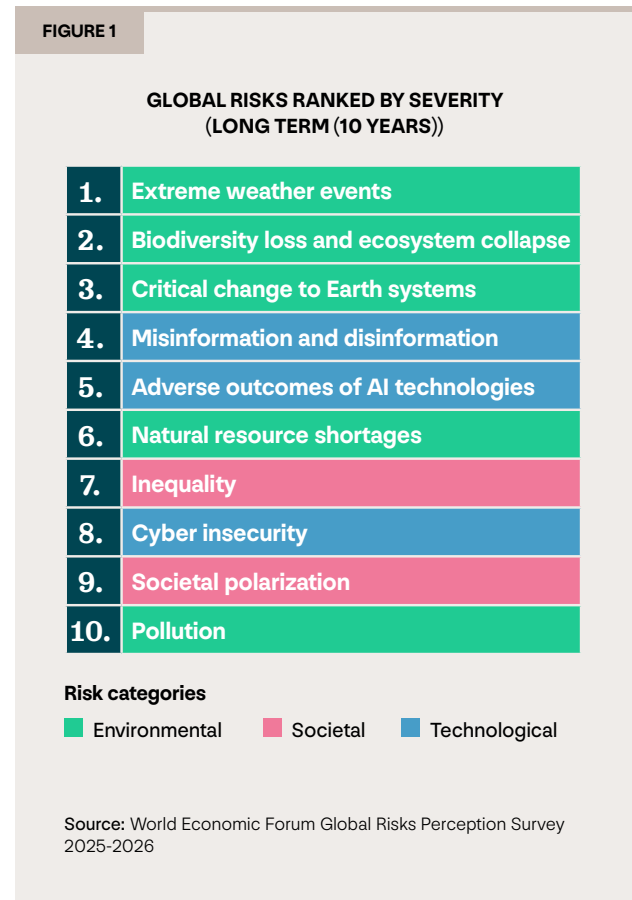 FIGURE 1
GLOBAL RISKS RANKED BY SEVERITY
(LONG TERM (10 YEARS))
1. Extreme weather events
2. Biodiversity loss and ecosystem collapse
3. Critical change to Earth systems
4. Misinformation and disinformation
5. Adverse outcomes of AI technologies
6. Natural resource shortages
7. Inequality
8. Cyber insecurity
9. Societal polarization
10. Pollution
Risk categories
Environmental Societal Technological
Source: World Economic Forum Global Risks Perception Survey
2025-2026